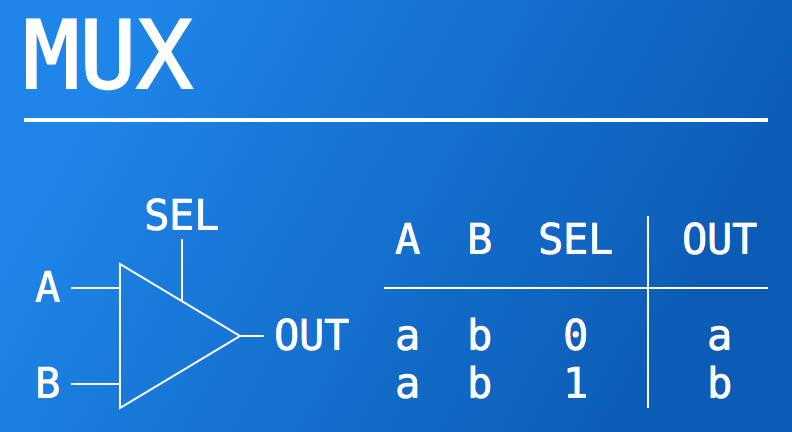 MUX
SEL
A
B
OUT
A B SEL OUT
a b 0 a
a b 1 b